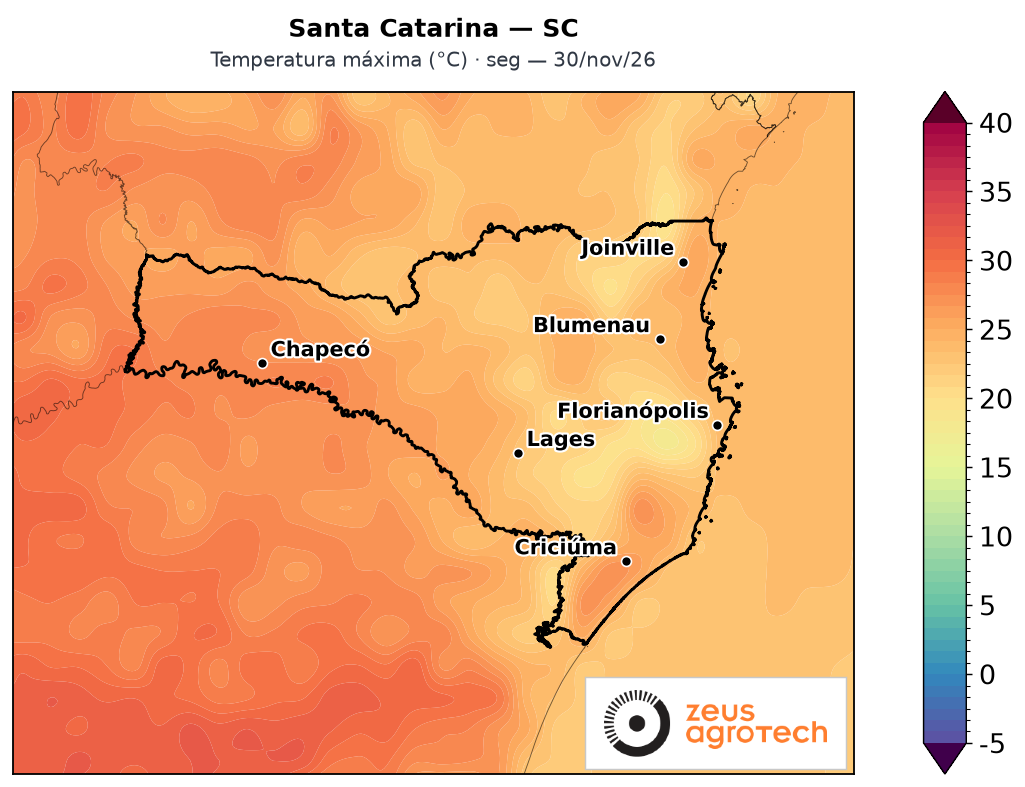 Santa Catarina — SC
Temperatura máxima (°C) · seg — 30/nov/26
Joinville
Blumenau
Chapecó
Florianópolis
Lages
Criciúma
40
35
30
25
20
15
10
5
0
-5
zeus
agrotech